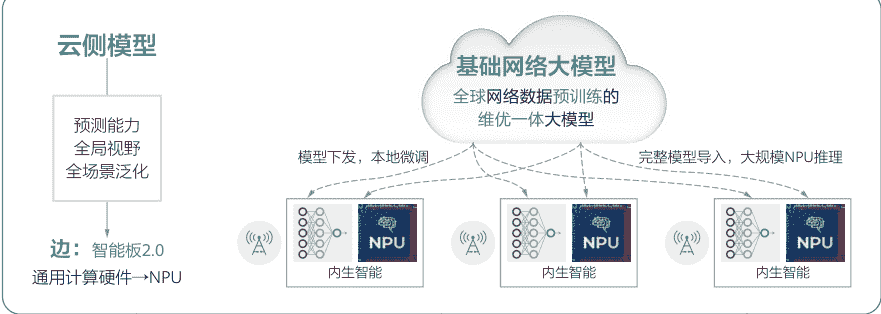 云侧模型
预测能力
全局视野
全场景泛化
边：智能板2.0
通用计算硬件→NPU
基础网络大模型
全球网络数据预训练的
维优一体大模型
模型下发，本地微调
完整模型导入，大规模NPU推理
NPU
内生智能
NPU
内生智能
NPU
内生智能